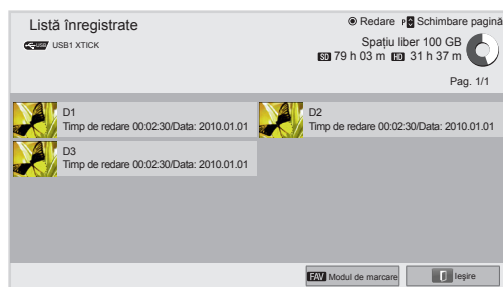 Listă înregistrate
USB USB1 XTICK
Redare P Schimbare pagină
Spațiu liber 100 GB
SD 79 h 03 m HD 31 h 37 m
Pag. 1/1
D1
Timp de redare 00:02:30/Data: 2010.01.01
D2
Timp de redare 00:02:30/Data: 2010.01.01
D3
Timp de redare 00:02:30/Data: 2010.01.01
FAV Modul de marcare
Ieşire